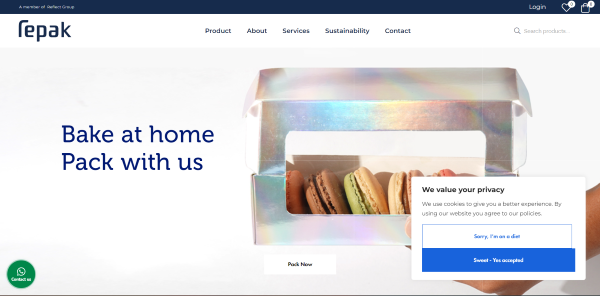 A member of Reflect Group
Login
0
0
repak
Product
About
Services
Sustainability
Contact
Search products...
Bake at home
Pack with us
Pack Now
Contact us
We value your privacy
We use cookies to give you a better experience. By
using our website you agree to our policies.
Sorry, I'm on a diet
Sweet - Yes accepted